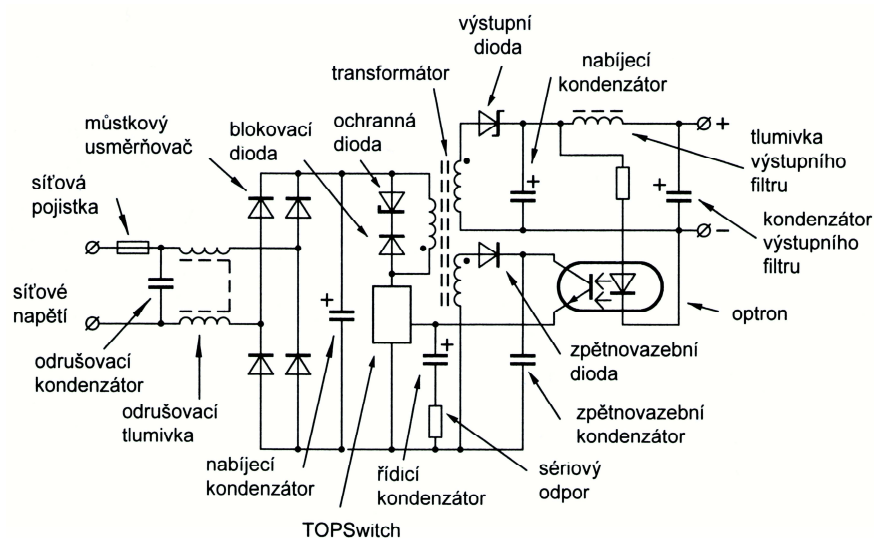 výstupní
dioda
nabíjecí
kondenzátor
transformátor
můstkový
usměrňovač
blokovací
dioda
ochranná
dioda
+
tlumivka
výstupního
filtru
síťová
pojistka
+
+
kondenzátor
výstupního
filtru
−
síťové
napětí
+
optron
odrušovací
kondenzátor
+
zpětnovazební
dioda
odrušovací
tlumivka
zpětnovazební
kondenzátor
nabíjecí
kondenzátor
řídicí
kondenzátor
sériový
odpor
TOPSwitch